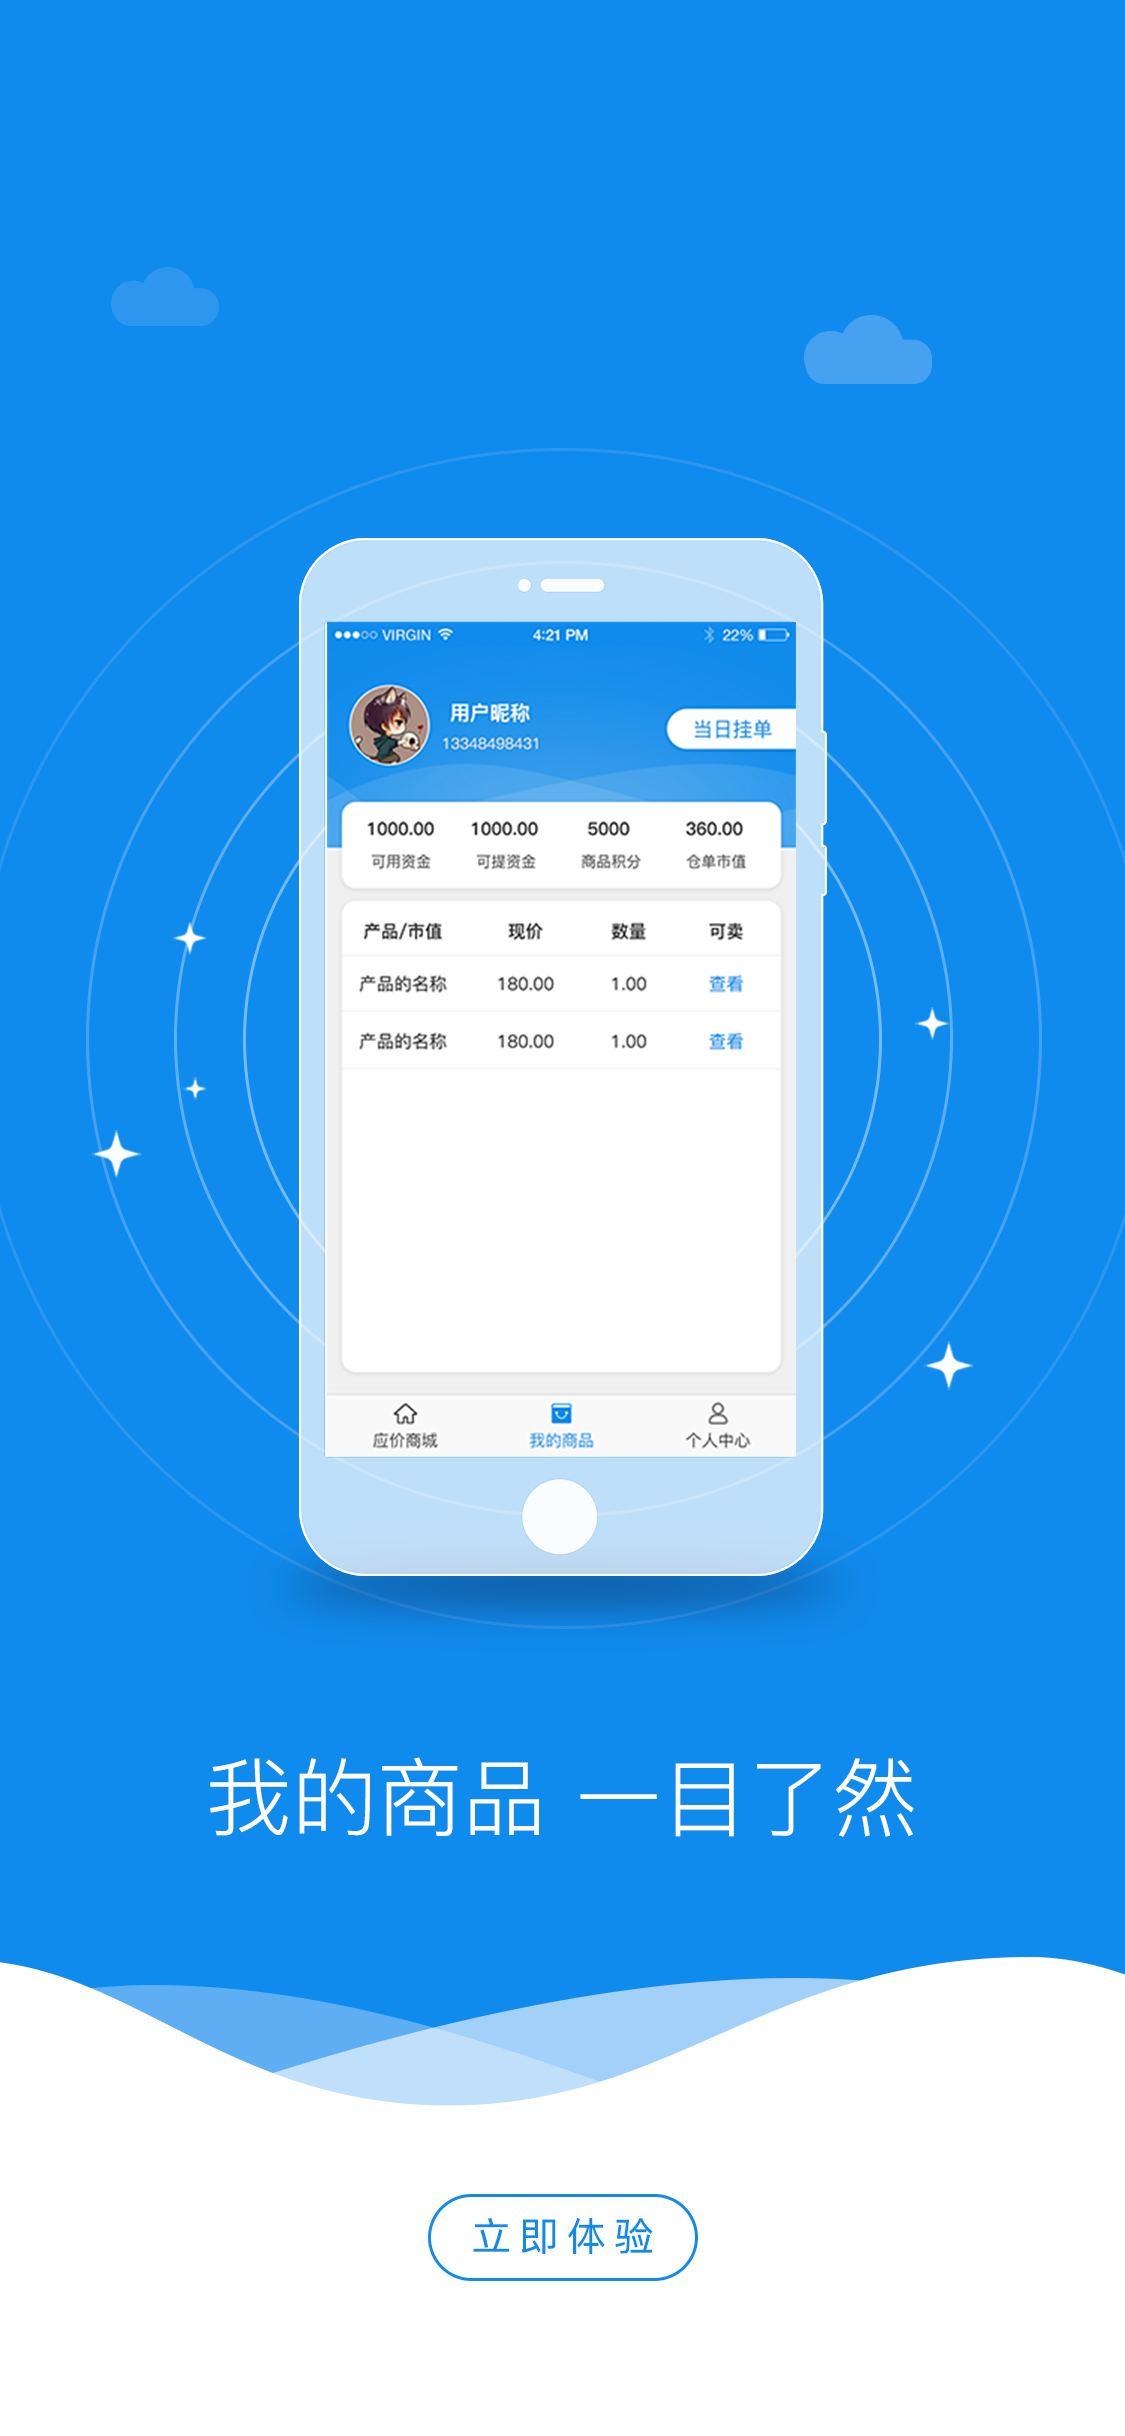 VIRGIN 4:21 PM 22%
用户昵称
13348498431
当日挂单
1000.00 1000.00 5000 360.00
可用资金 可提资金 商品积分 仓单市值
产品/市值 现价 数量 可卖
产品的名称 180.00 1.00 查看
产品的名称 180.00 1.00 查看
应价商城 我的商品 个人中心
我的商品 一目了然
立即体验